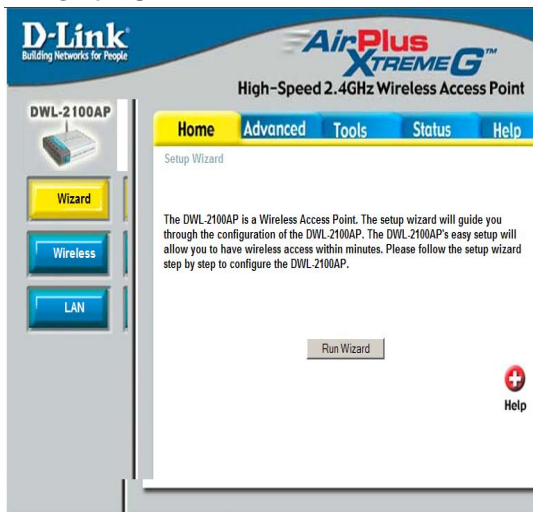 D-Link
Building Networks for People
AirPlus
XTREME G™
High-Speed 2.4GHz Wireless Access Point
DWL-2100AP
Home Advanced Tools Status Help
Setup Wizard
Wizard
Wireless
LAN
The DWL-2100AP is a Wireless Access Point. The setup wizard will guide you
through the configuration of the DWL-2100AP. The DWL-2100AP's easy setup will
allow you to have wireless access within minutes. Please follow the setup wizard
step by step to configure the DWL-2100AP.
Run Wizard
Help